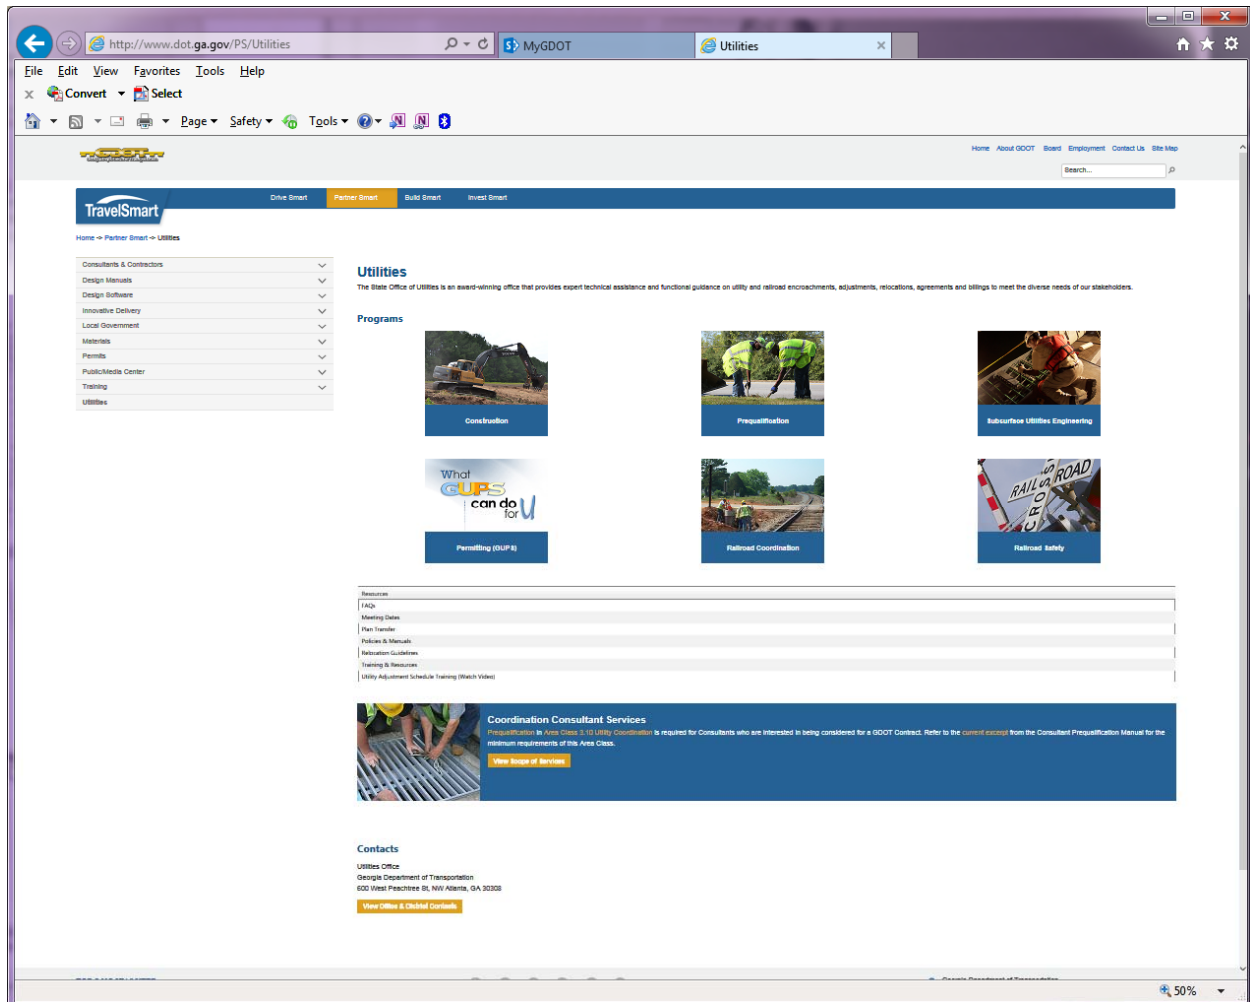 http://www.dot.ga.gov/PS/Utilities
MyGDOT
Utilities
File Edit View Favorites Tools Help
Convert Select
Page Safety Tools
GDOT
Home About GDOT Board Employment Contact Us Site Map
Search...
TravelSmart
Drive Smart Partner Smart Build Smart Invest Smart
Home -> Partner Smart -> Utilities
Consultants & Contractors
Design Manuals
Design Software
Innovative Delivery
Local Government
Materials
Permits
Public/Media Center
Training
Utilities
Utilities
The State Office of Utilities is an award-winning office that provides expert technical assistance and functional guidance on utility and railroad encroachments, adjustments, relocations, agreements and billings to meet the diverse needs of our stakeholders.
Programs
Construction
Prequalification
Subsurface Utilities Engineering
What
GUPS
can do
for U
RAILROAD
CROSSING
Permitting (GUPS)
Railroad Coordination
Railroad Safety
Resources
FAQs
Meeting Dates
Plan Transfer
Policies & Manuals
Relocation Guidelines
Training & Resources
Utility Adjustment Schedule Training (Watch Video)
Coordination Consultant Services
Prequalification in Area Class 3.10 Utility Coordination is required for Consultants who are interested in being considered for a GDOT Contract. Refer to the current excerpt from the Consultant Prequalification Manual for the
minimum requirements of this Area Class.
View Scope of Services
Contacts
Utilities Office
Georgia Department of Transportation
600 West Peachtree St, NW Atlanta, GA 30308
View Office & District Contacts
Georgia Department of Transportation
50%